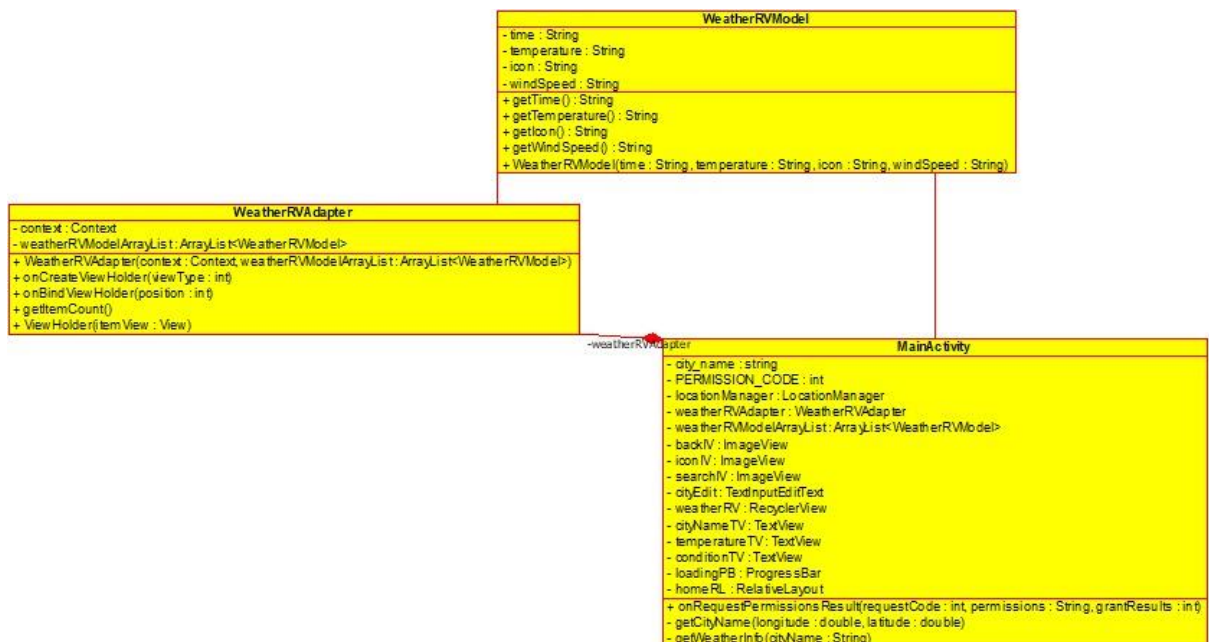 WeatherRVModel
- time : String
- temperature : String
- icon : String
- windSpeed : String
+ getTime() : String
+ getTemperature() : String
+ getIcon() : String
+ getWindSpeed() : String
+ WeatherRVModel(time : String, temperature : String, icon : String, windSpeed : String)
WeatherRVAdapter
- context : Context
- weatherRVModelArrayList : ArrayList<WeatherRVModel>
+ WeatherRVAdapter(context : Context, weatherRVModelArrayList : ArrayList<WeatherRVModel>)
+ onCreateViewHolder(viewType : int)
+ onBindViewHolder(position : int)
+ getItemCount()
+ ViewHolder(itemView : View)
-weatherRVAdapter
MainActivity
- city_name : string
- PERMISSION_CODE : int
- locationManager : LocationManager
- weatherRVAdapter : WeatherRVAdapter
- weatherRVModelArrayList : ArrayList<WeatherRVModel>
- backIV : ImageView
- iconIV : ImageView
- searchIV : ImageView
- cityEdit : TextInputEditText
- weatherRV : RecyclerView
- cityNameTV : TextView
- temperatureTV : TextView
- conditionTV : TextView
- loadingPB : ProgressBar
- homeRL : RelativeLayout
+ onRequestPermissionsResult(requestCode : int, permissions : String, grantResults : int)
- getCityName(longitude : double, latitude : double)
- getWeatherInfo(cityName : String)